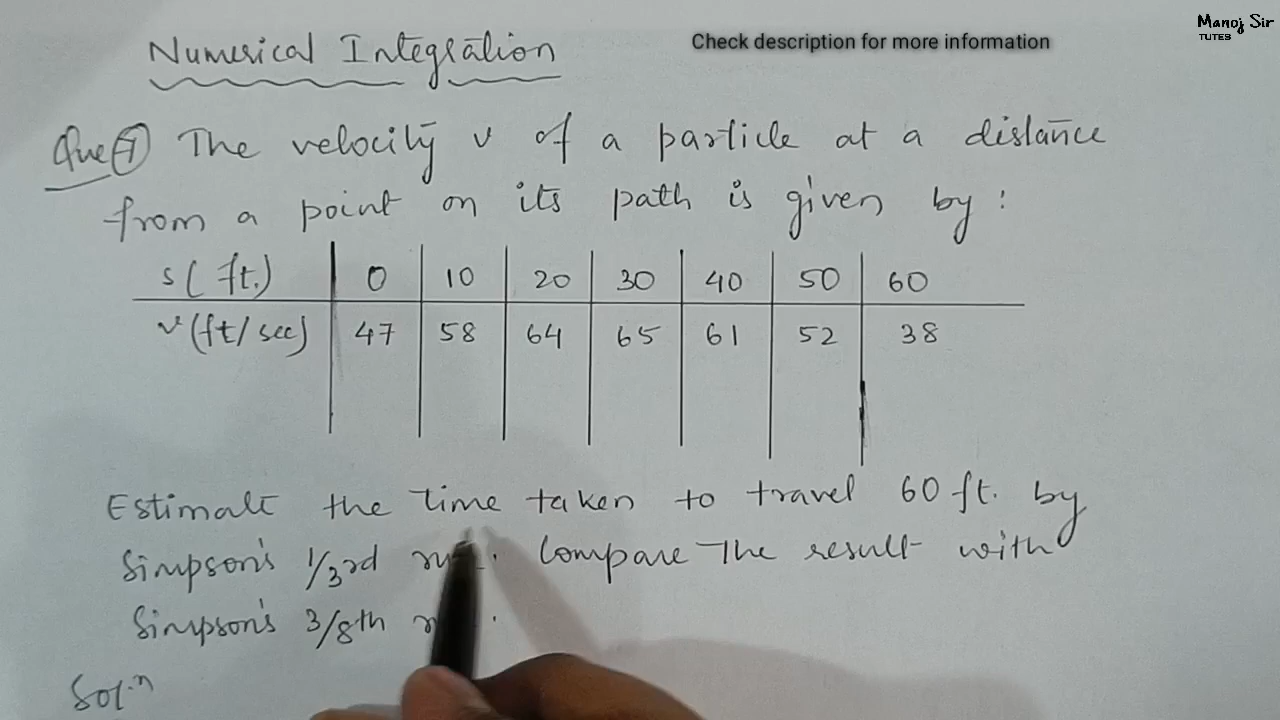 Manoj Sir
TUTES
Check description for more information
Numerical Integration
Que ① The velocity v of a particle at a distance
from a point on its path is given by :
s( ft.) 0 10 20 30 40 50 60
v(ft/sec) 47 58 64 65 61 52 38
Estimate the time taken to travel 60 ft. by
Simpson's 1/3rd Compare The result with
Simpson's 3/8th
Sol.n